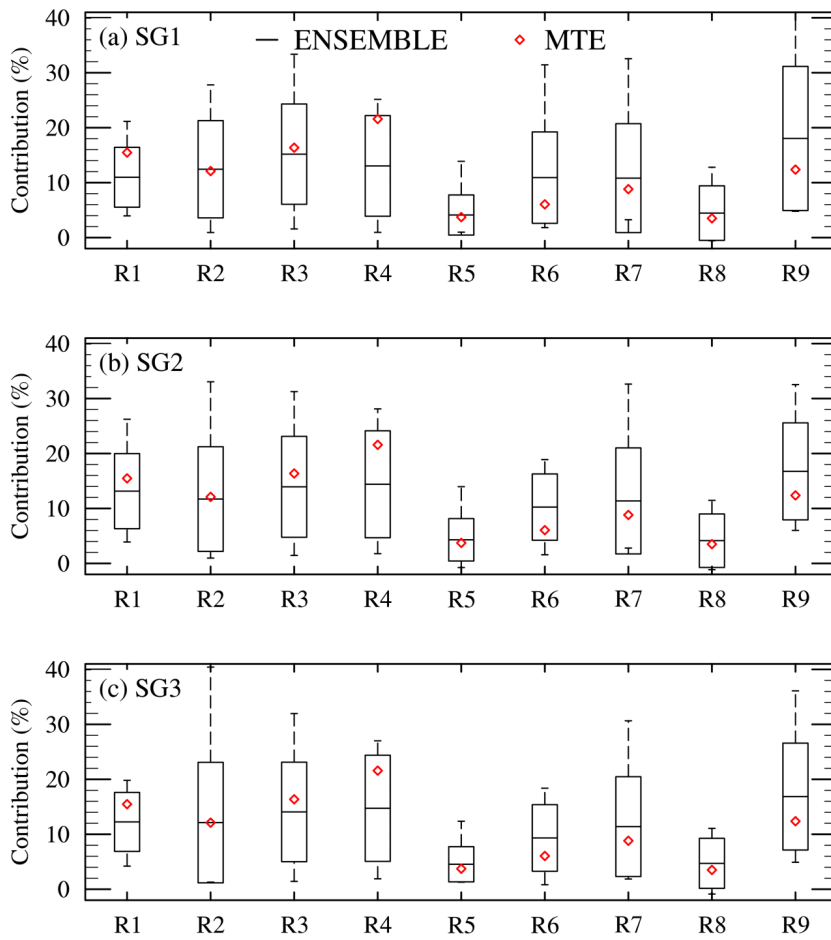 (a) SG1 ENSEMBLE MTE
Contribution (%)
40
30
20
10
0
R1 R2 R3 R4 R5 R6 R7 R8 R9
(b) SG2
Contribution (%)
40
30
20
10
0
R1 R2 R3 R4 R5 R6 R7 R8 R9
(c) SG3
Contribution (%)
40
30
20
10
0
R1 R2 R3 R4 R5 R6 R7 R8 R9